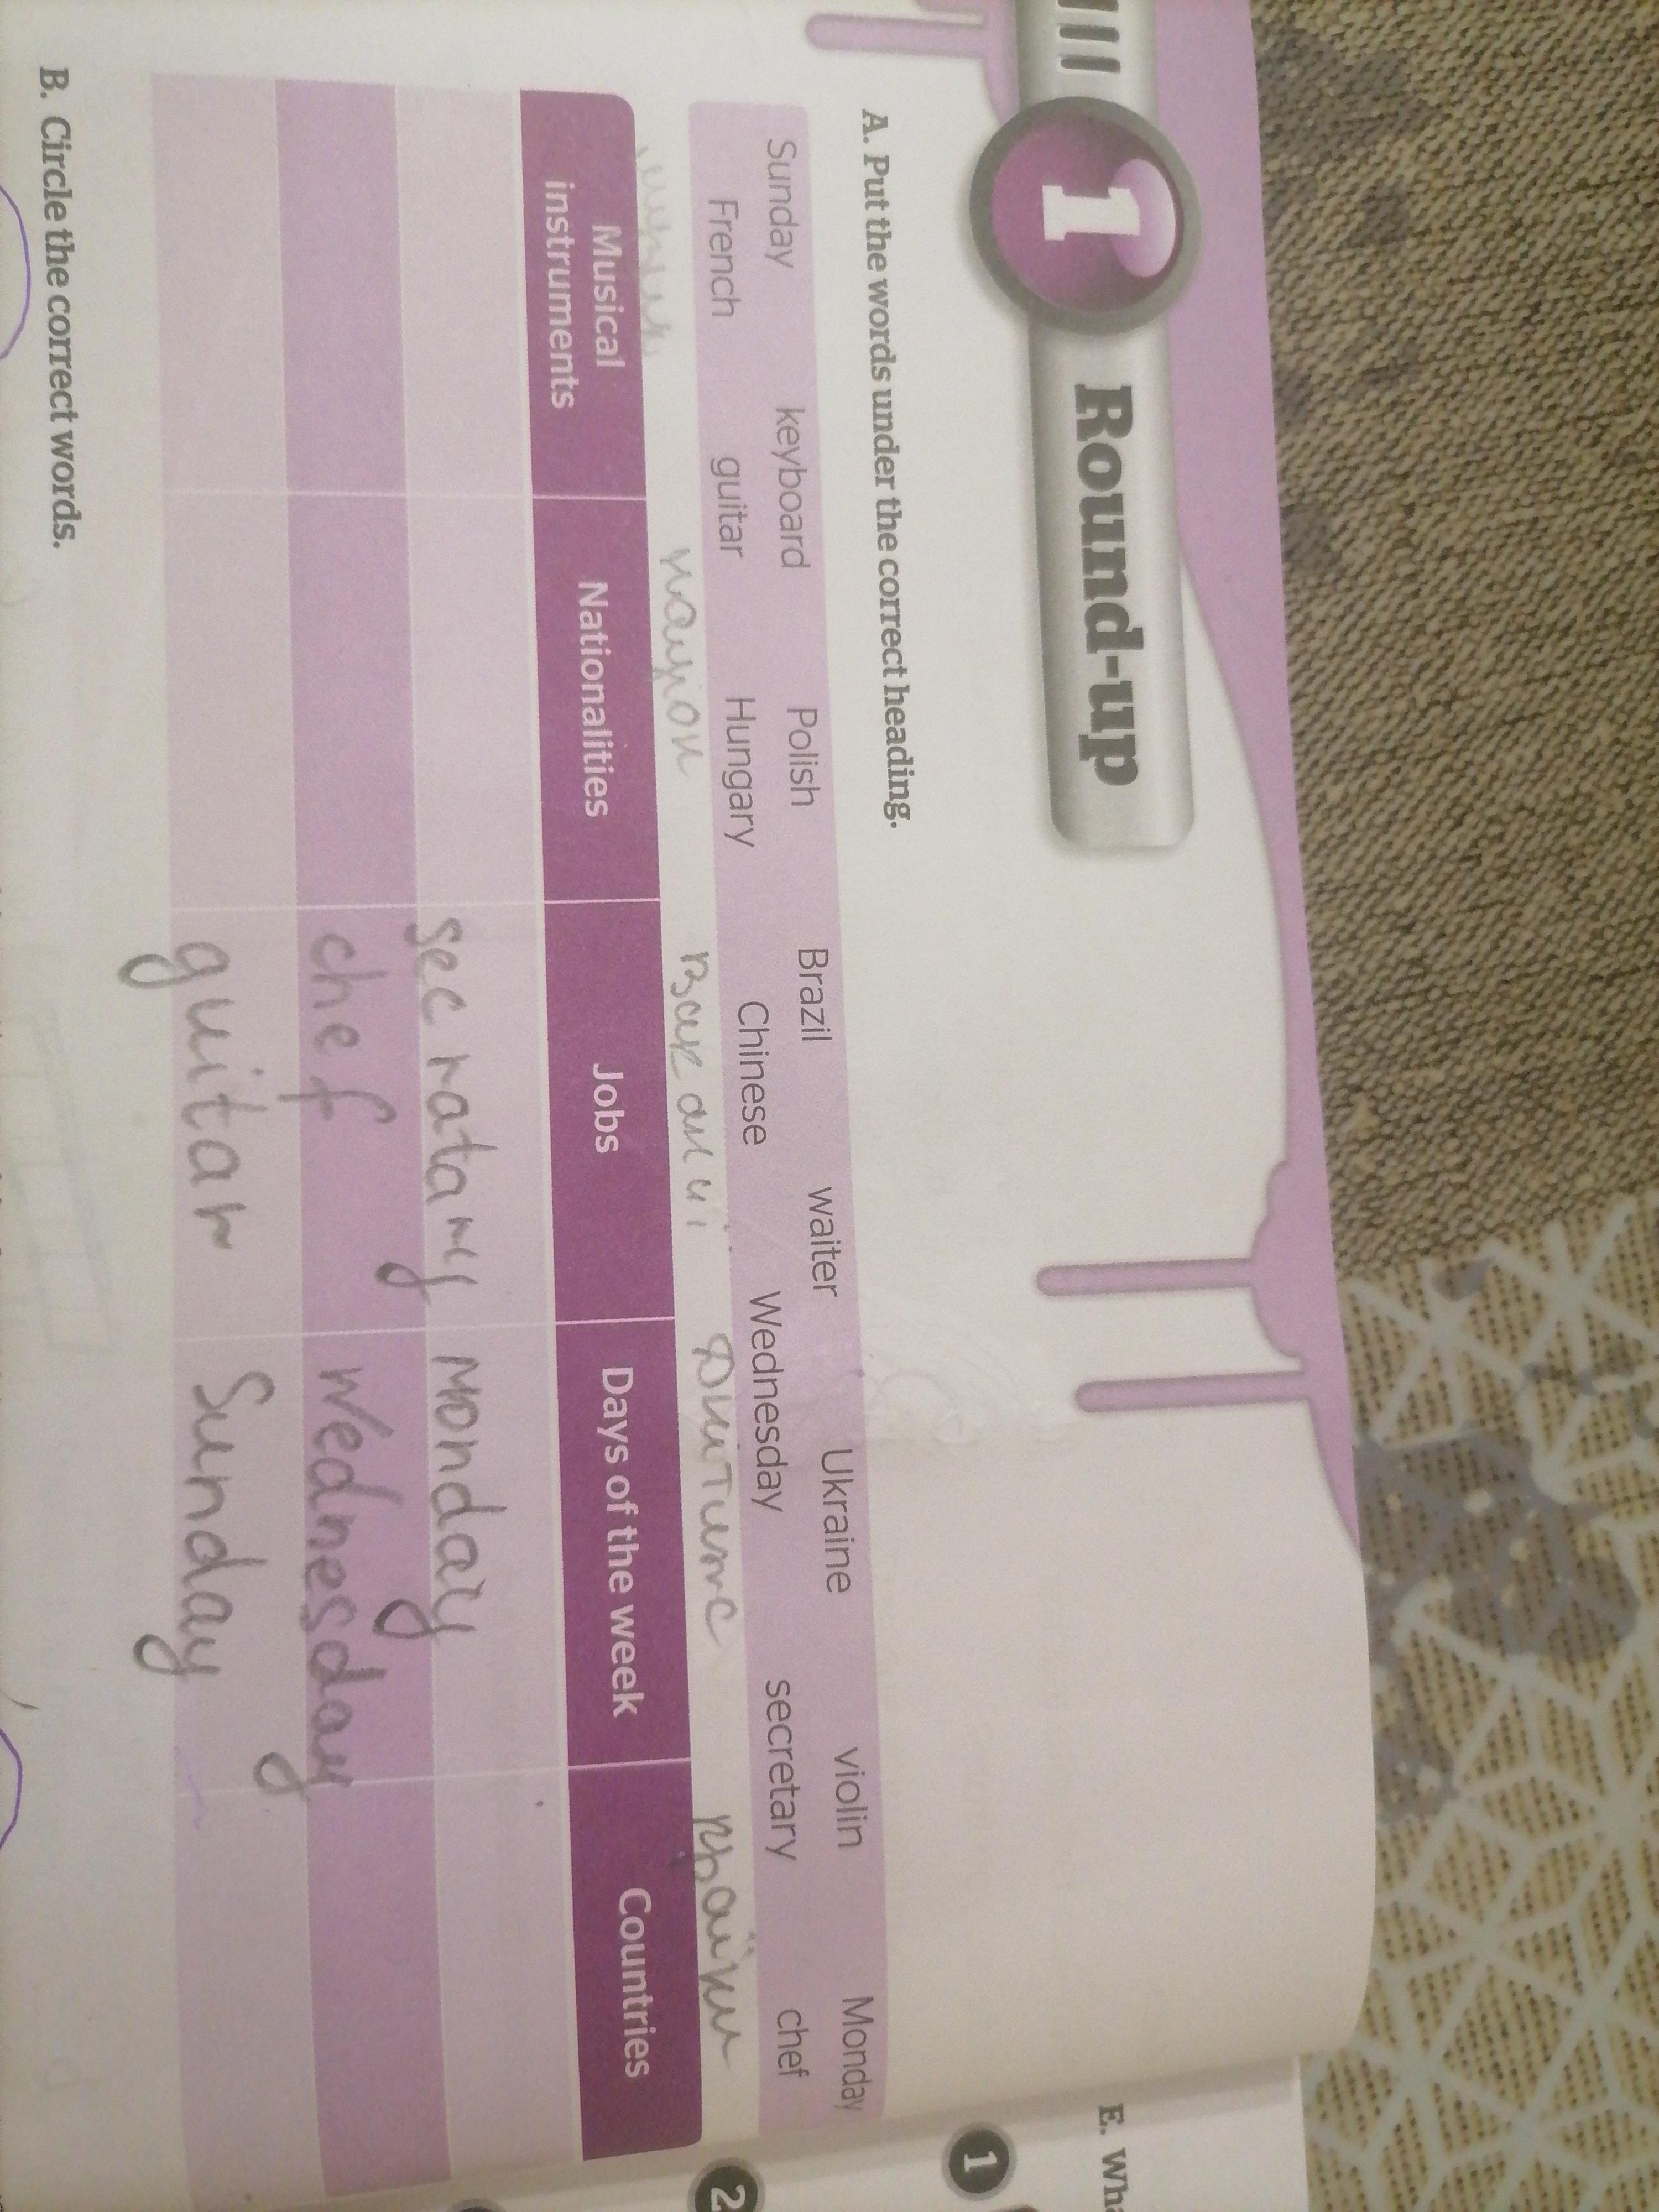 1 Round-up
A. Put the words under the correct heading.
Sunday keyboard Polish Brazil waiter Ukraine violin Monday
French guitar Hungary Chinese Wednesday secretary chef
Musical instruments Nationalities Jobs Days of the week Countries
secratary Monday
chef Wednesday
guitar Sunday
B. Circle the correct words.
E.
1
2